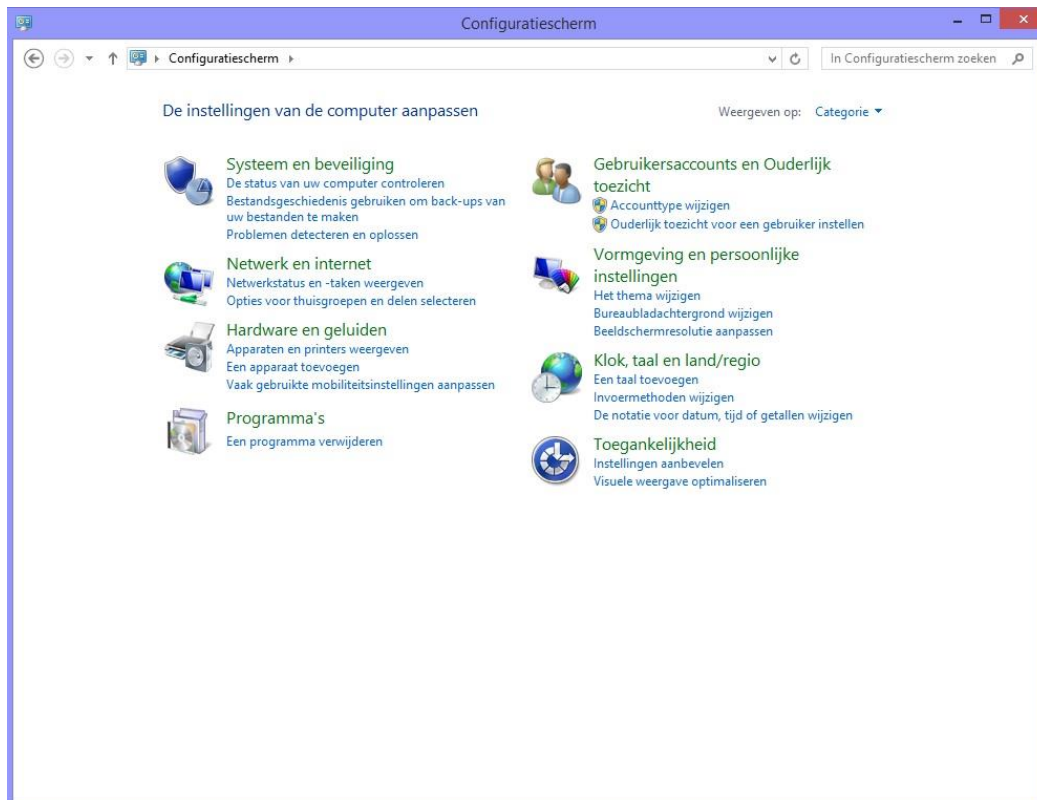 Configuratiescherm
Configuratiescherm
In Configuratiescherm zoeken
De instellingen van de computer aanpassen
Weergeven op: Categorie
Systeem en beveiliging
De status van uw computer controleren
Bestandsgeschiedenis gebruiken om back-ups van
uw bestanden te maken
Problemen detecteren en oplossen
Netwerk en internet
Netwerkstatus en -taken weergeven
Opties voor thuisgroepen en delen selecteren
Hardware en geluiden
Apparaten en printers weergeven
Een apparaat toevoegen
Vaak gebruikte mobiliteitsinstellingen aanpassen
Programma's
Een programma verwijderen
Gebruikersaccounts en Ouderlijk
toezicht
Accounttype wijzigen
Ouderlijk toezicht voor een gebruiker instellen
Vormgeving en persoonlijke
instellingen
Het thema wijzigen
Bureaubladachtergrond wijzigen
Beeldschermresolutie aanpassen
Klok, taal en land/regio
Een taal toevoegen
Invoermethoden wijzigen
De notatie voor datum, tijd of getallen wijzigen
Toegankelijkheid
Instellingen aanbevelen
Visuele weergave optimaliseren